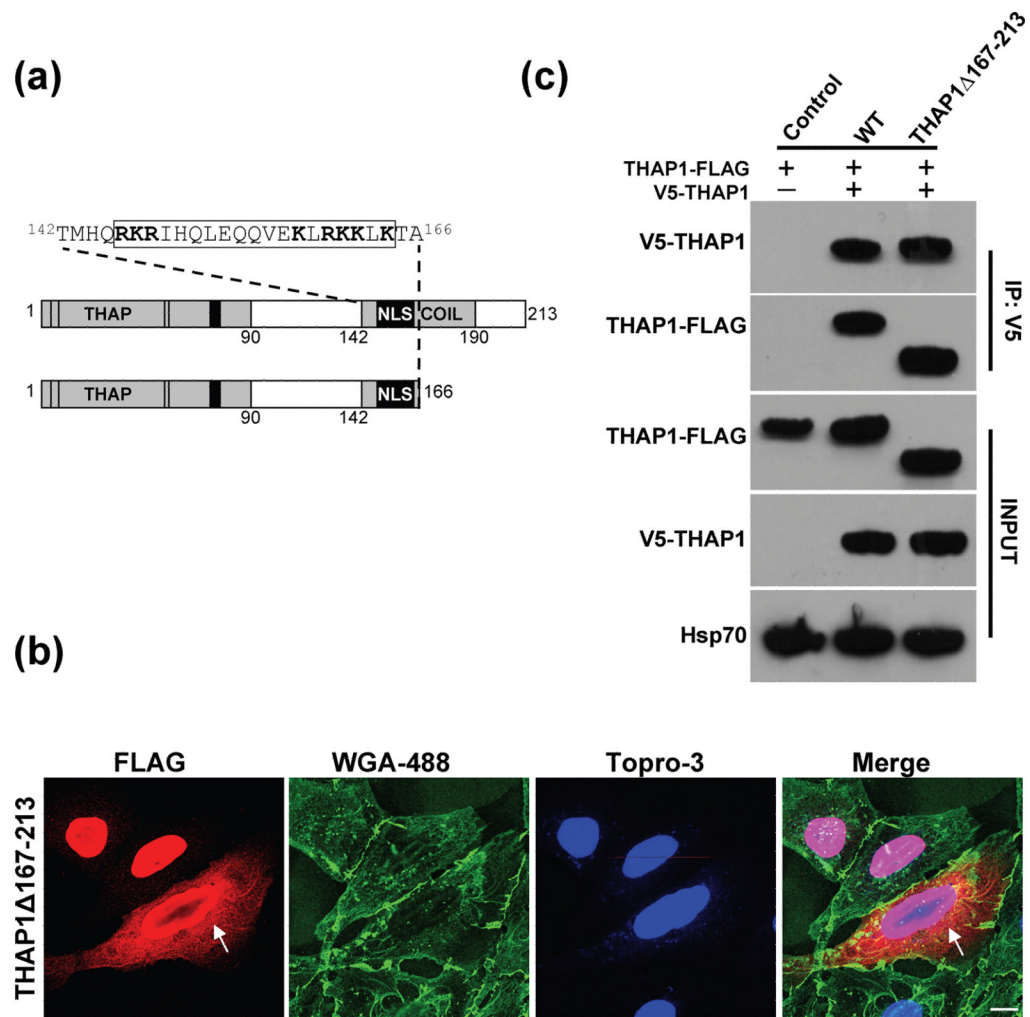 (a)
142TMHQRKRIHQLEQQVEKLRKKLKTA166
1 THAP NLS COIL 213
90 142 190
1 THAP NLS 166
90 142
(c)
Control WT THAP1Δ167-213
THAP1-FLAG + + +
V5-THAP1 – + +
V5-THAP1
THAP1-FLAG
IP: V5
THAP1-FLAG
V5-THAP1
Hsp70
INPUT
(b)
FLAG WGA-488 Topro-3 Merge
THAP1Δ167-213